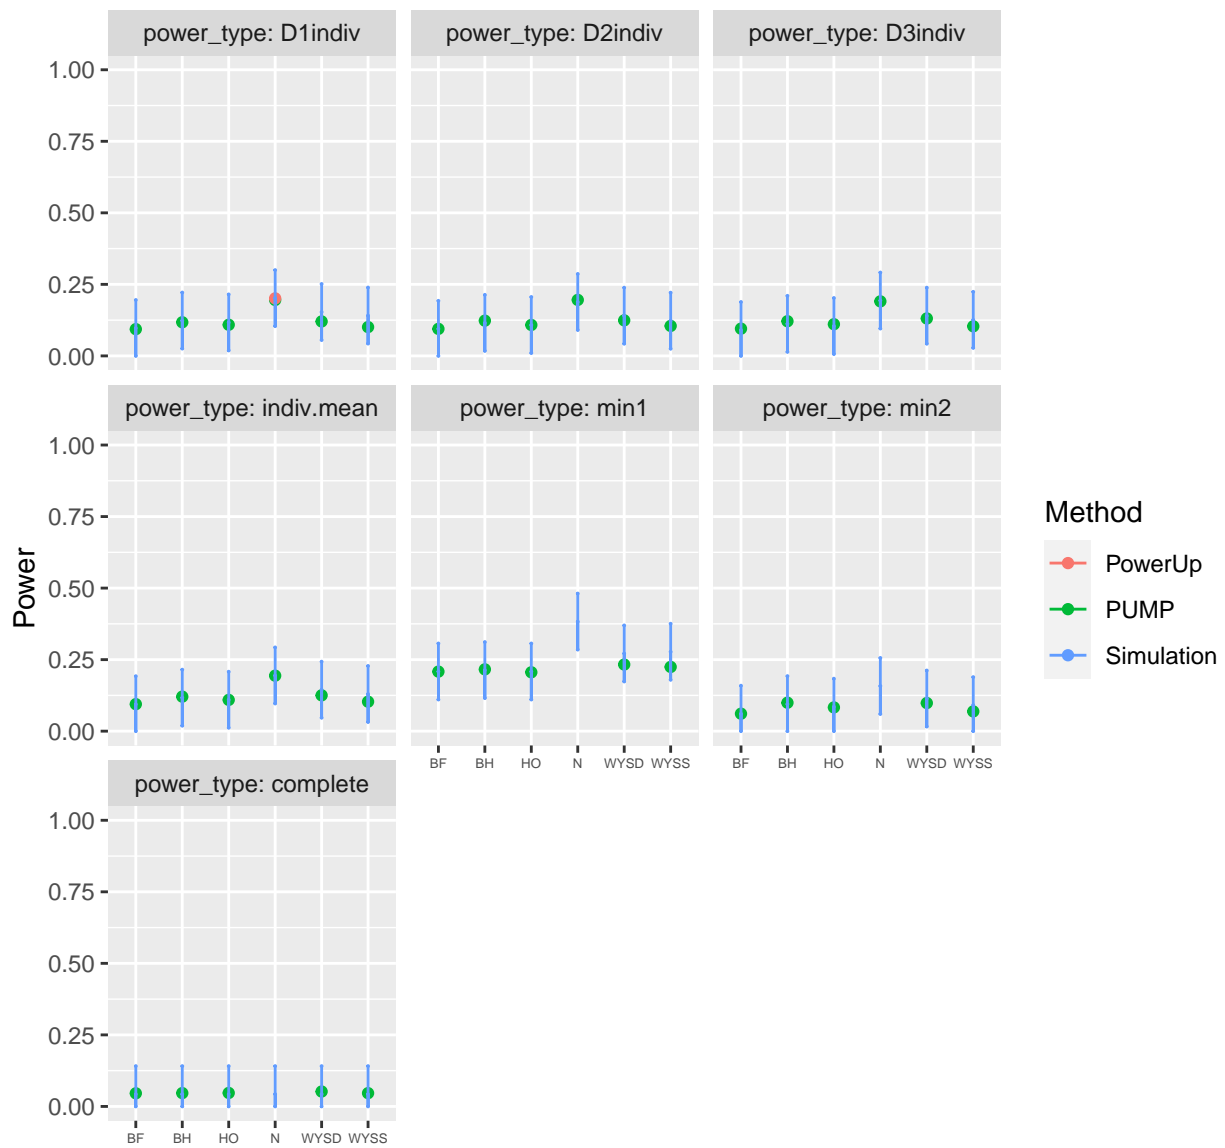 power_type: D1indiv power_type: D2indiv power_type: D3indiv
1.00
0.75
0.50
0.25
0.00
power_type: indiv.mean power_type: min1 power_type: min2
1.00
0.75
0.50
0.25
0.00
BF BH HO N WYSD WYSS BF BH HO N WYSD WYSS
power_type: complete
1.00
0.75
0.50
0.25
0.00
BF BH HO N WYSD WYSS
Power
Method
PowerUp
PUMP
Simulation